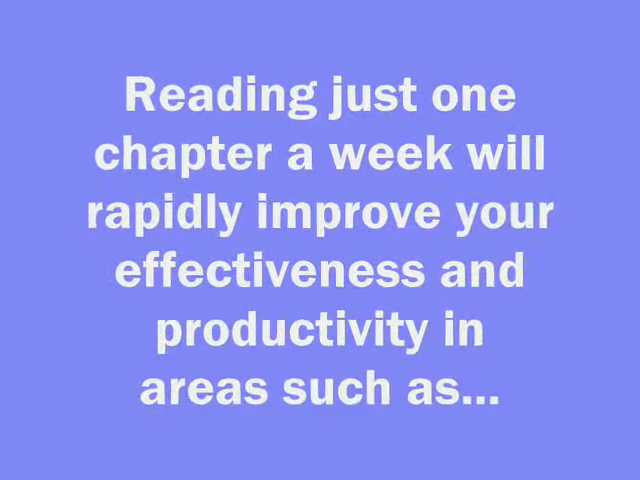 Reading just one
chapter a week will
rapidly improve your
effectiveness and
productivity in
areas such as...